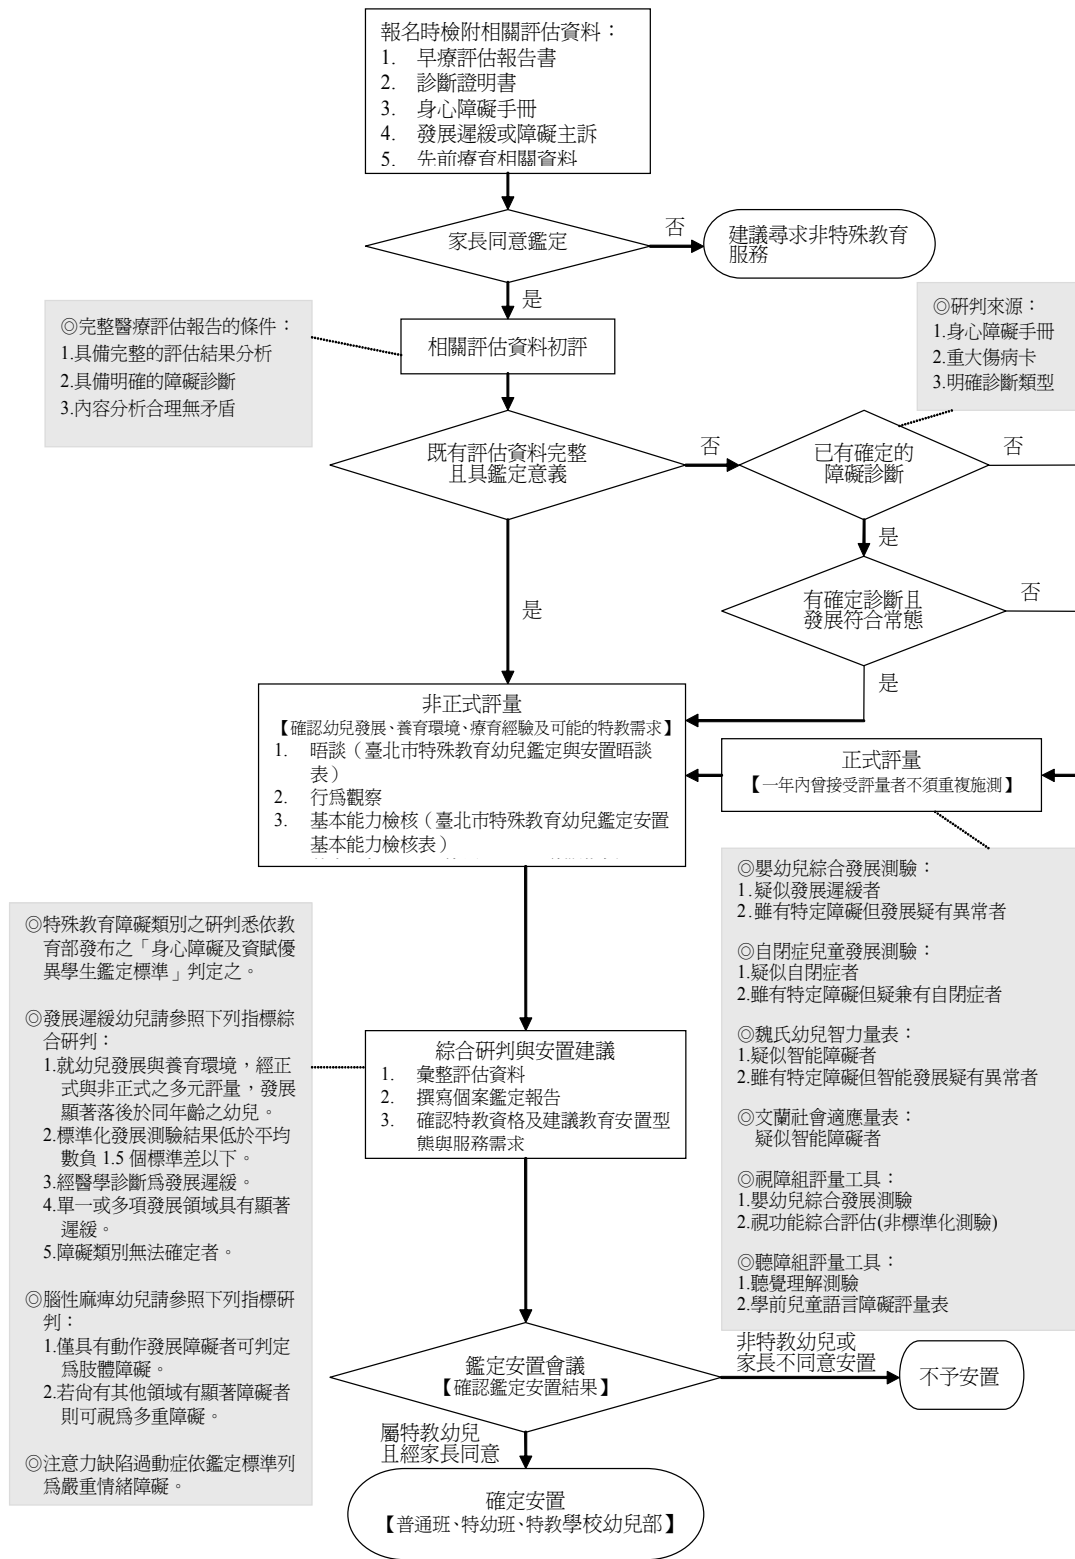 報名時檢附相關評估資料：
1. 早療評估報告書
2. 診斷證明書
3. 身心障礙手冊
4. 發展遲緩或障礙主訴
5. 先前療育相關資料
家長同意鑑定
否
建議尋求非特殊教育
服務
是
◎完整醫療評估報告的條件：
1.具備完整的評估結果分析
2.具備明確的障礙診斷
3.內容分析合理無矛盾
相關評估資料初評
◎研判來源：
1.身心障礙手冊
2.重大傷病卡
3.明確診斷類型
既有評估資料完整
且具鑑定意義
否
已有確定的
障礙診斷
否
是
是
有確定診斷且
發展符合常態
否
是
非正式評量
【確認幼兒發展、養育環境、療育經驗及可能的特教需求】
1. 晤談（臺北市特殊教育幼兒鑑定與安置晤談
表）
2. 行為觀察
3. 基本能力檢核（臺北市特殊教育幼兒鑑定安置
基本能力檢核表）
正式評量
【一年內曾接受評量者不須重複施測】
◎嬰幼兒綜合發展測驗：
1.疑似發展遲緩者
2.雖有特定障礙但發展疑有異常者
◎自閉症兒童發展測驗：
1.疑似自閉症者
2.雖有特定障礙但疑兼有自閉症者
◎魏氏幼兒智力量表：
1.疑似智能障礙者
2.雖有特定障礙但智能發展疑有異常者
◎文蘭社會適應量表：
疑似智能障礙者
◎視障組評量工具：
1.嬰幼兒綜合發展測驗
2.視功能綜合評估(非標準化測驗)
◎聽障組評量工具：
1.聽覺理解測驗
2.學前兒童語言障礙評量表
◎特殊教育障礙類別之研判悉依教
育部發布之「身心障礙及資賦優
異學生鑑定標準」判定之。
◎發展遲緩幼兒請參照下列指標綜
合研判：
1.就幼兒發展與養育環境，經正
式與非正式之多元評量，發展
顯著落後於同年齡之幼兒。
2.標準化發展測驗結果低於平均
數負 1.5 個標準差以下。
3.經醫學診斷為發展遲緩。
4.單一或多項發展領域具有顯著
遲緩。
5.障礙類別無法確定者。
◎腦性麻痺幼兒請參照下列指標研
判：
1.僅具有動作發展障礙者可判定
為肢體障礙。
2.若尚有其他領域有顯著障礙者
則可視為多重障礙。
◎注意力缺陷過動症依鑑定標準列
為嚴重情緒障礙。
綜合研判與安置建議
1. 彙整評估資料
2. 撰寫個案鑑定報告
3. 確認特教資格及建議教育安置型
態與服務需求
鑑定安置會議
【確認鑑定安置結果】
非特教幼兒或
家長不同意安置
不予安置
屬特教幼兒
且經家長同意
確定安置
【普通班、特幼班、特教學校幼兒部】